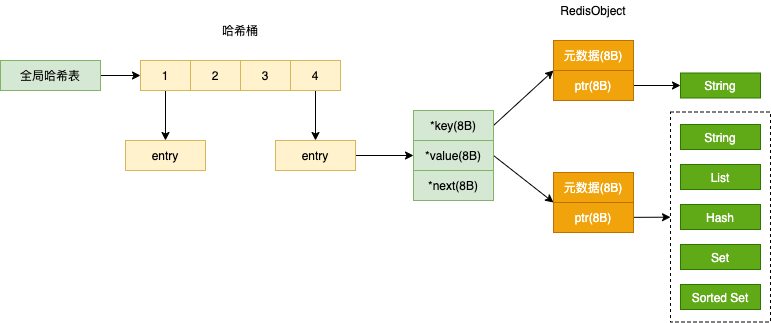 RedisObject
哈希桶
全局哈希表
1
2
3
4
entry
entry
*key(8B)
*value(8B)
*next(8B)
元数据(8B)
ptr(8B)
String
元数据(8B)
ptr(8B)
String
List
Hash
Set
Sorted Set